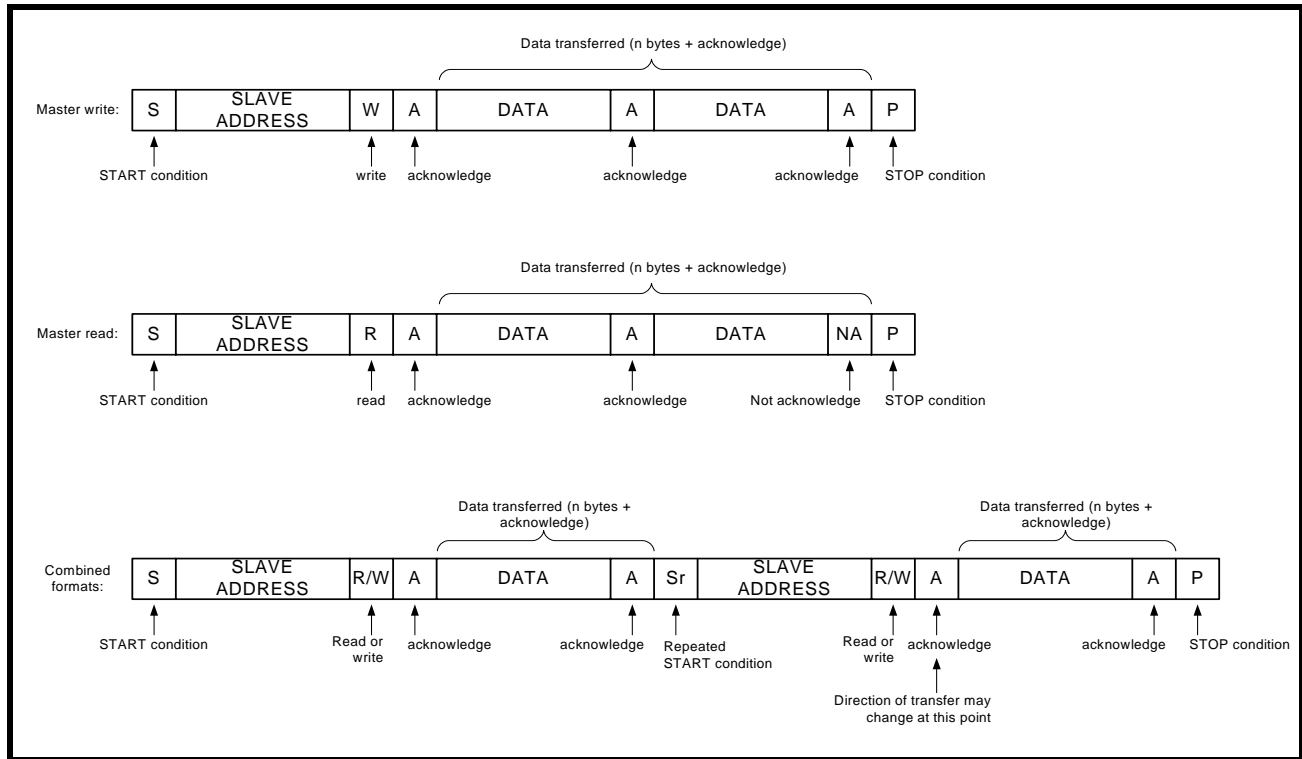 Data transferred (n bytes + acknowledge)
Master write: S SLAVE ADDRESS W A DATA A DATA A P
START condition write acknowledge acknowledge acknowledge STOP condition
Data transferred (n bytes + acknowledge)
Master read: S SLAVE ADDRESS R A DATA A DATA NA P
START condition read acknowledge acknowledge Not acknowledge STOP condition
Data transferred (n bytes +
acknowledge)
Data transferred (n bytes +
acknowledge)
Combined
formats:
S SLAVE ADDRESS R/W A DATA A Sr SLAVE ADDRESS R/W A DATA A P
START condition
Read or
write
acknowledge
acknowledge
Repeated
START condition
Read or
write
acknowledge
acknowledge
STOP condition
Direction of transfer may
change at this point